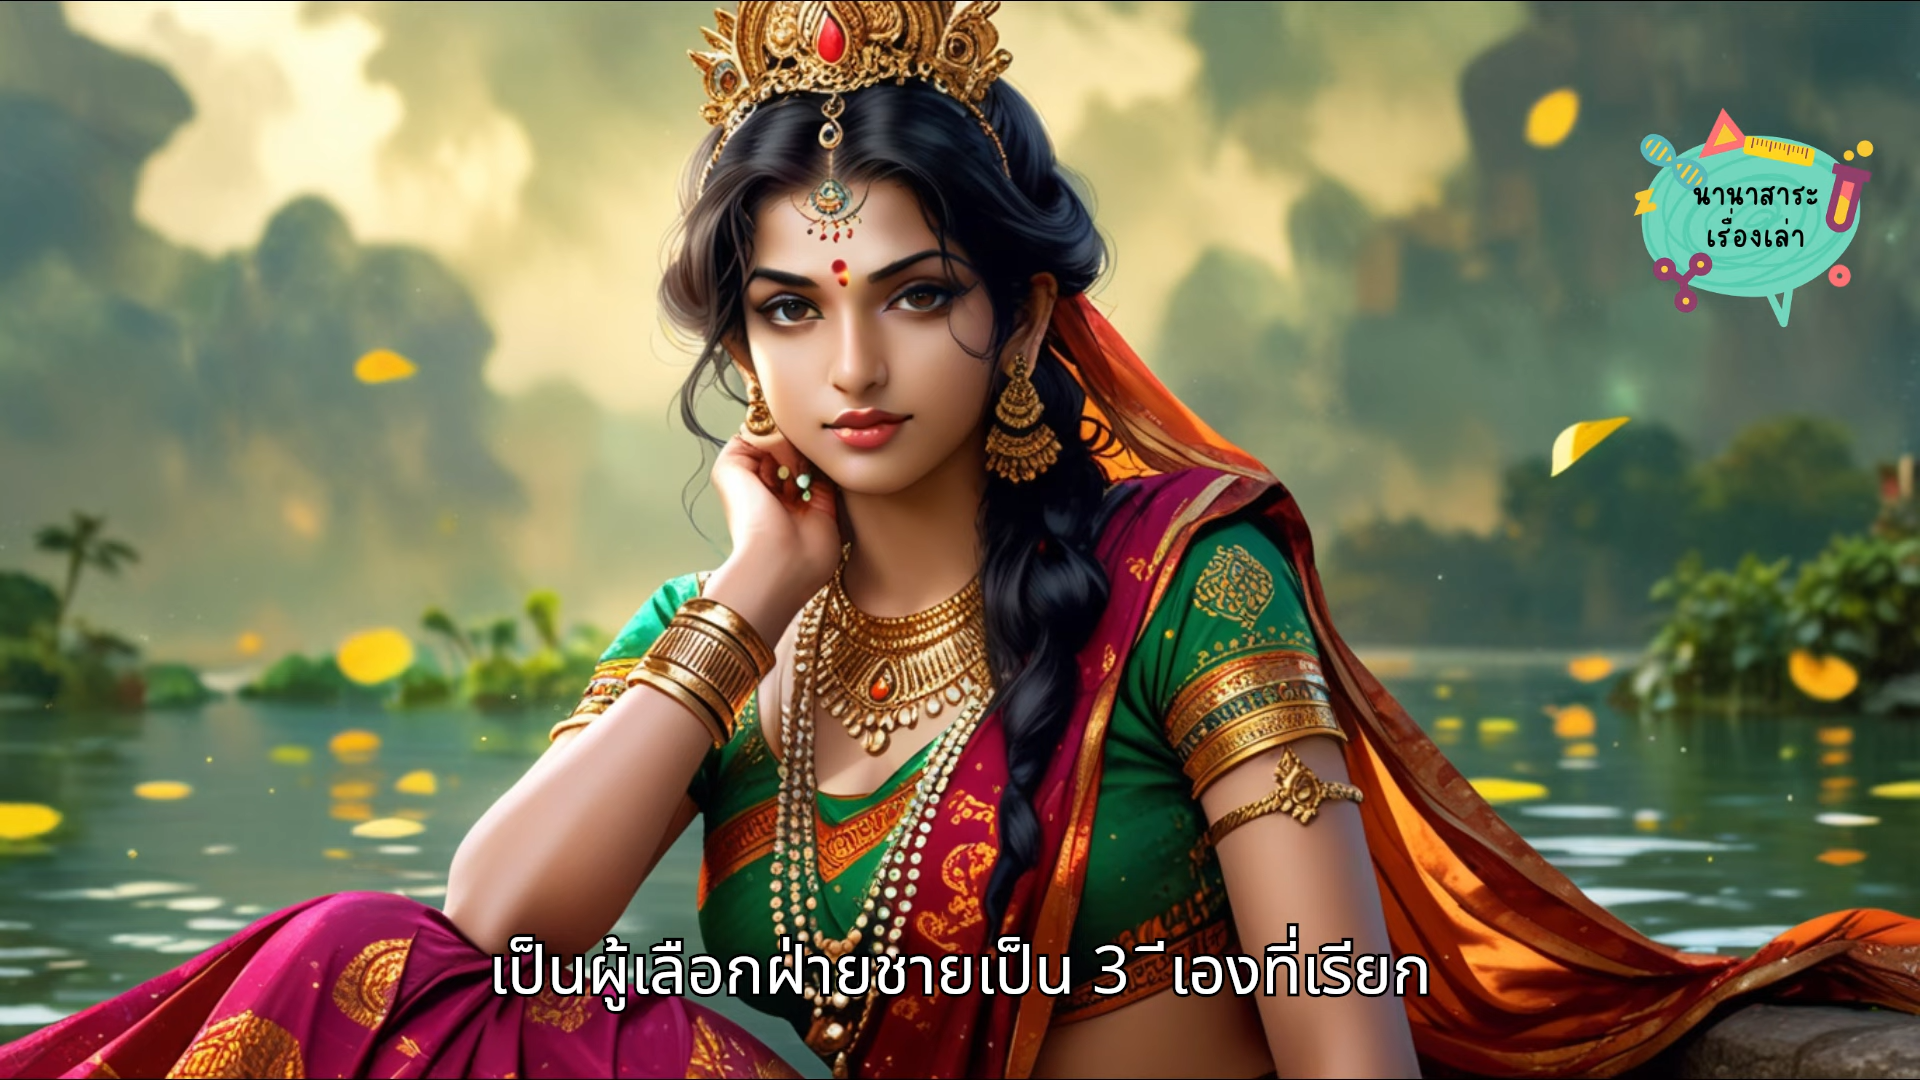 นานาสาระ
เรื่องเล่า
เป็นผู้เลือกฝ่ายชายเป็น 3 ี เองที่เรียก